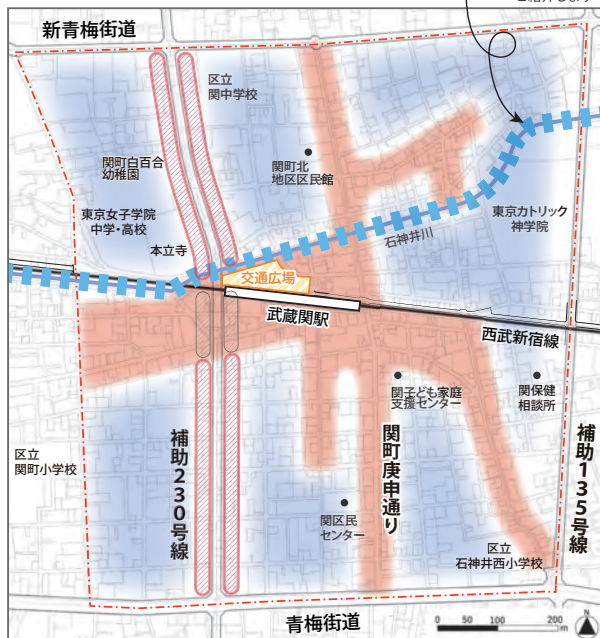 ご紹介します
新青梅街道
区立
関中学校
関町白百合
幼稚園
関町北
地区区民館
東京女子学院
中学・高校
東京カトリック
神学院
本立寺
石神井川
交通広場
武蔵関駅
西武新宿線
関子ども家庭
支援センター
関保健
相談所
区立
関町小学校
補助230号線
関町庚申通り
補助135号線
関区民
センター
区立
石神井西小学校
青梅街道
0 50 100 200
m
N